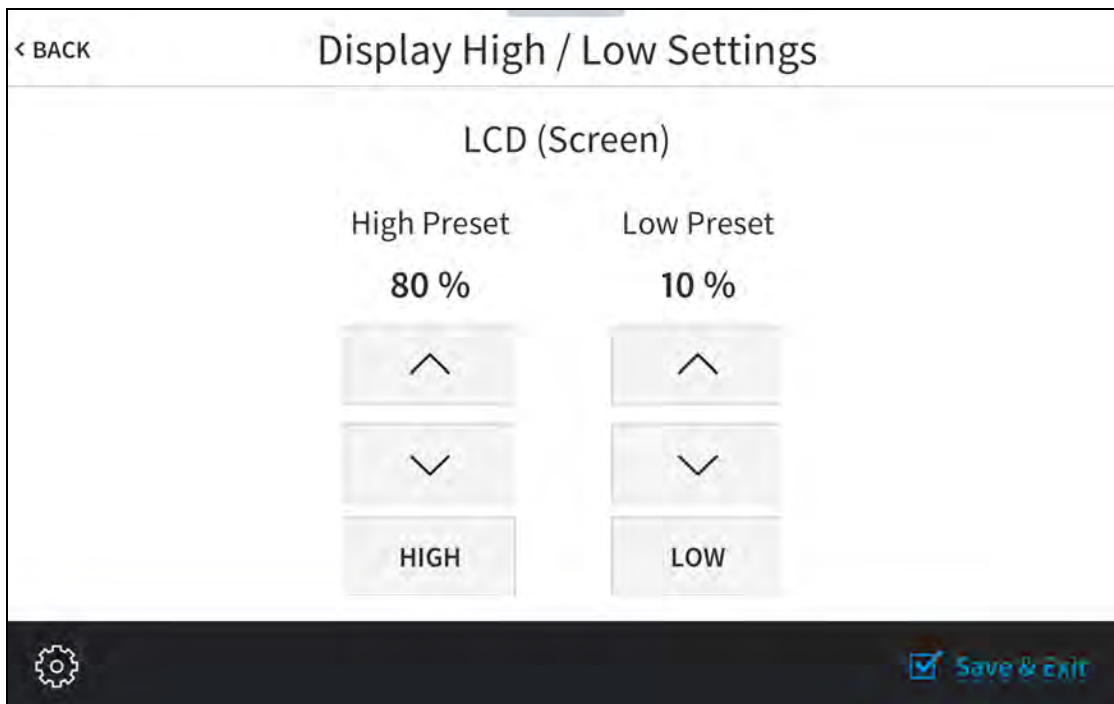 < BACK
Display High / Low Settings
LCD (Screen)
High Preset Low Preset
80 % 10 %
HIGH LOW
Save & Exit